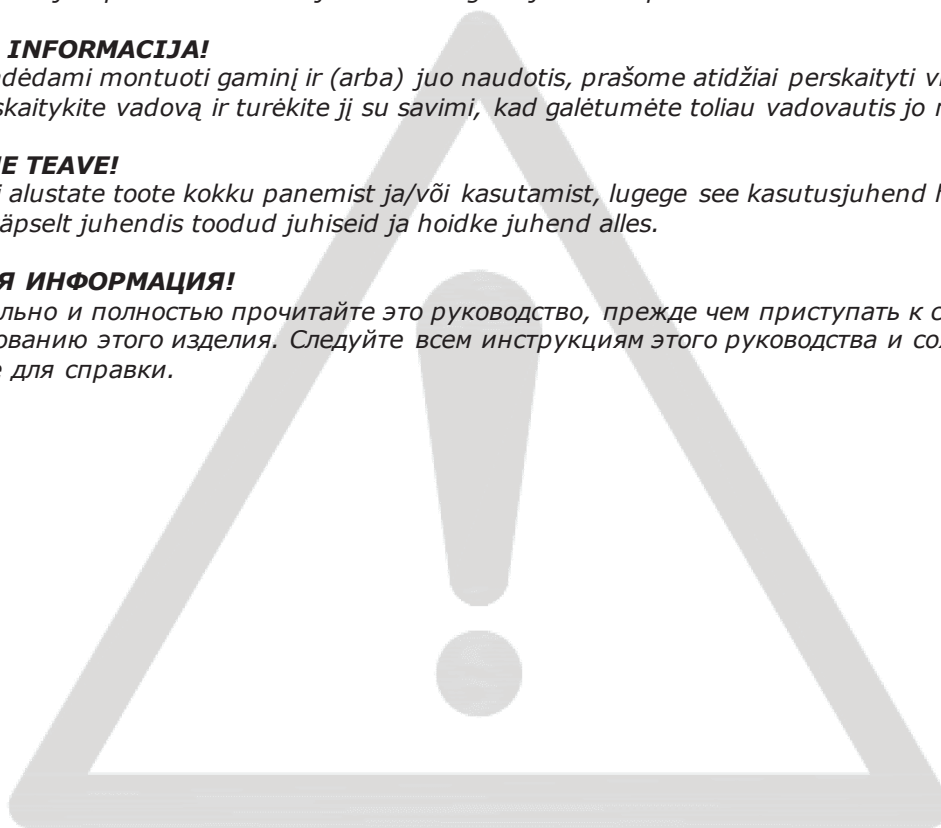 INFORMACIJA!
dėdami montuoti gaminį ir (arba) juo naudotis, prašome atidžiai perskaityti
skaitykite vadovą ir turėkite jį su savimi, kad galėtumėte toliau vadovautis jo
TEAVE!
alustate toote kokku panemist ja/või kasutamist, lugege see kasutusjuhend
äpselt juhendis toodud juhiseid ja hoidke juhend alles.
Я ИНФОРМАЦИЯ!
льно и полностью прочитайте это руководство, прежде чем приступать к
ованию этого изделия. Следуйте всем инструкциям этого руководства и
для справки.